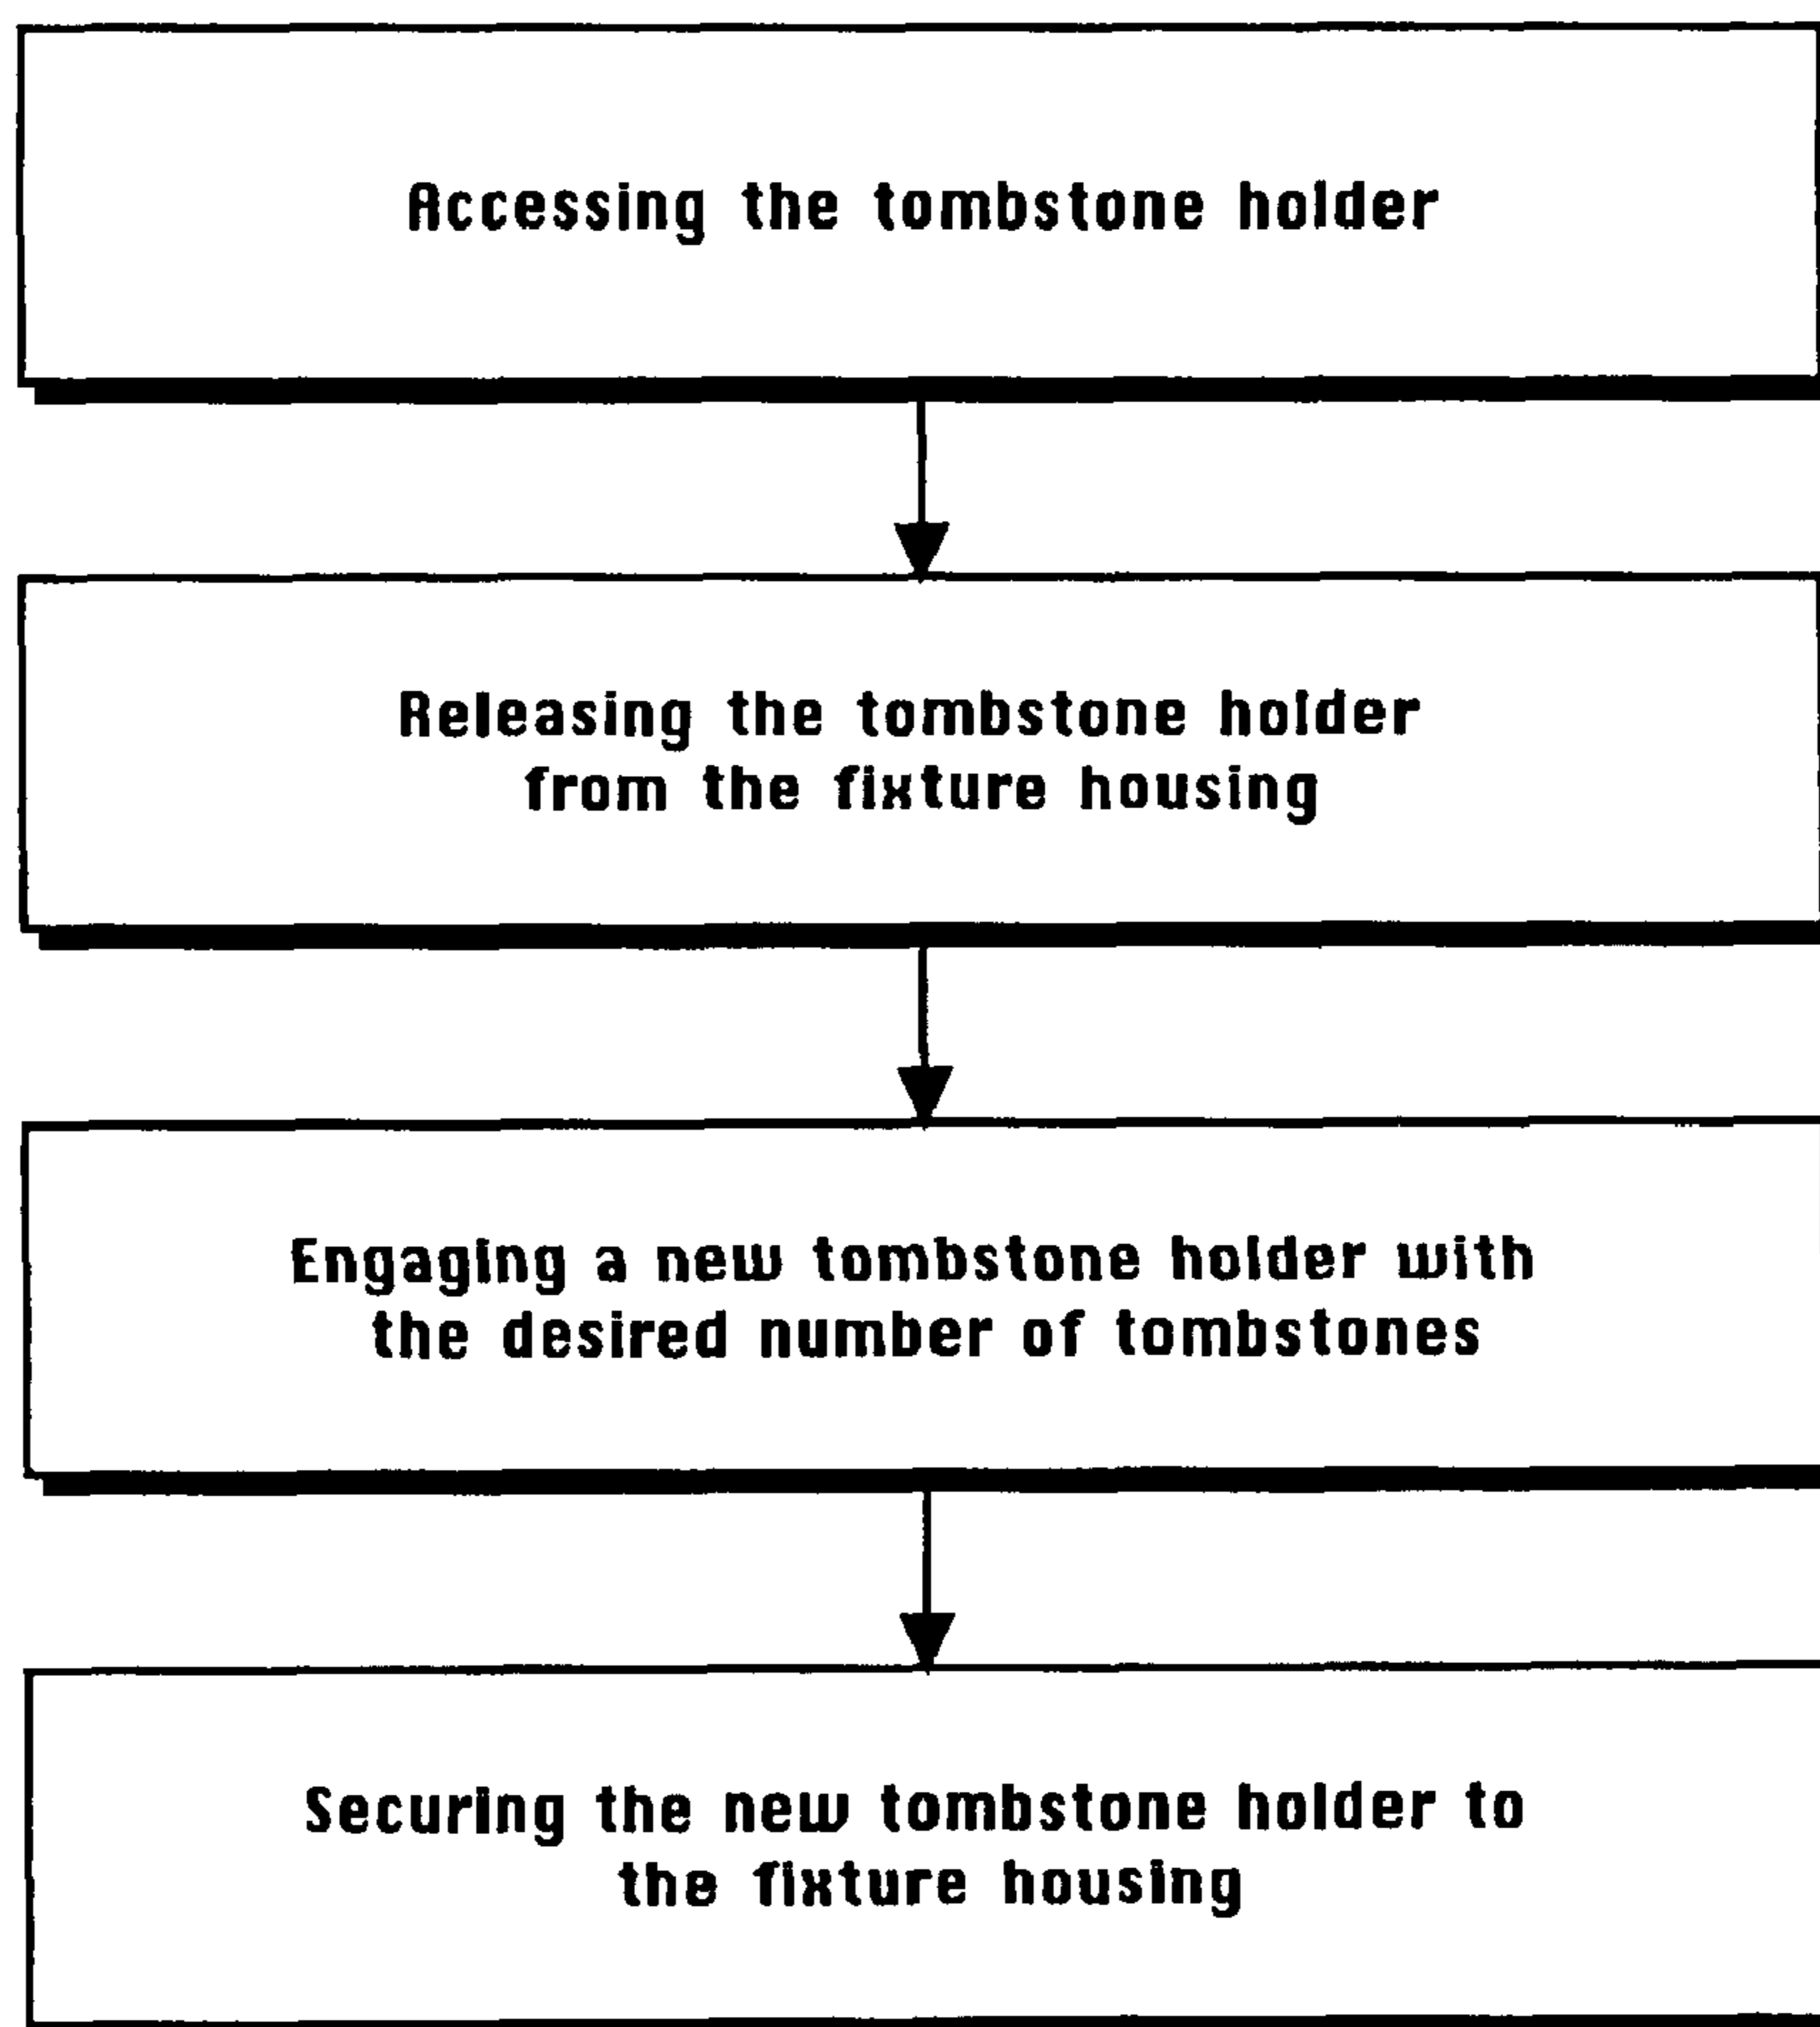 Accessing the tombstone holder
Releasing the tombstone holder
from the fixture housing
Engaging a new tombstone holder with
the desired number of tombstones
Securing the new tombstone holder to
the fixture housing